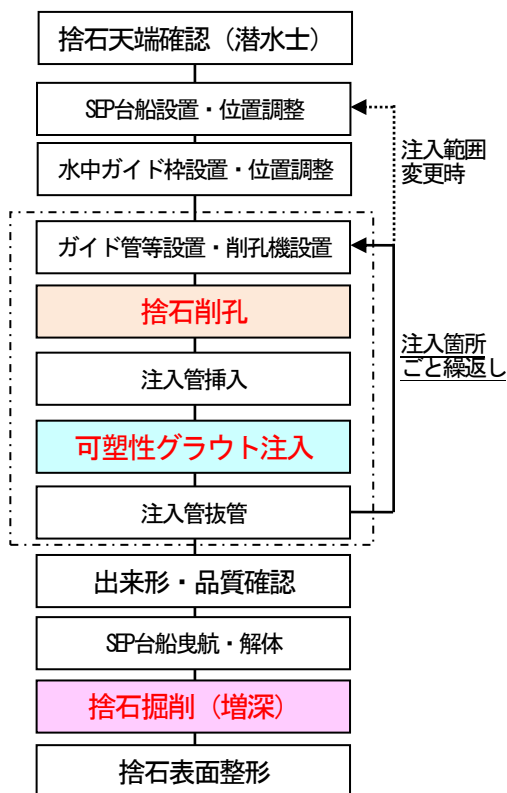 捨石天端確認（潜水士）
SEP台船設置・位置調整
注入範囲
変更時
水中ガイド枠設置・位置調整
ガイド管等設置・削孔機設置
捨石削孔
注入箇所
ごと繰返し
注入管挿入
可塑性グラウト注入
注入管抜管
出来形・品質確認
SEP台船曳航・解体
捨石掘削（増深）
捨石表面整形